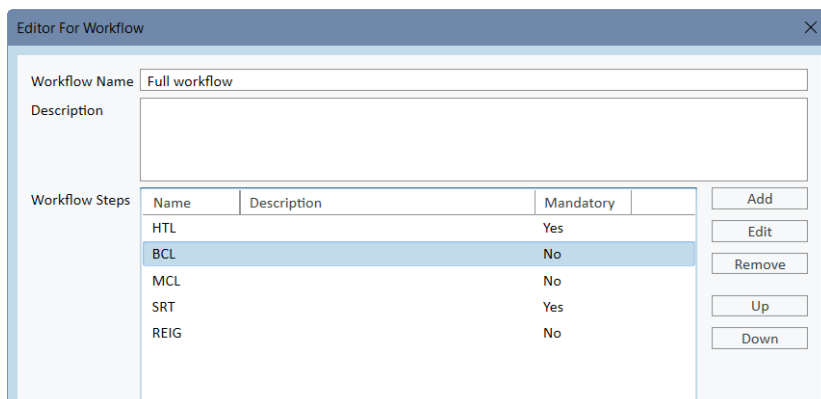 Editor For Workflow
Workflow Name Full workflow
Description
Workflow Steps Name Description Mandatory Add
HTL Yes Edit
BCL No Remove
MCL No
SRT Yes Up
REIG No Down